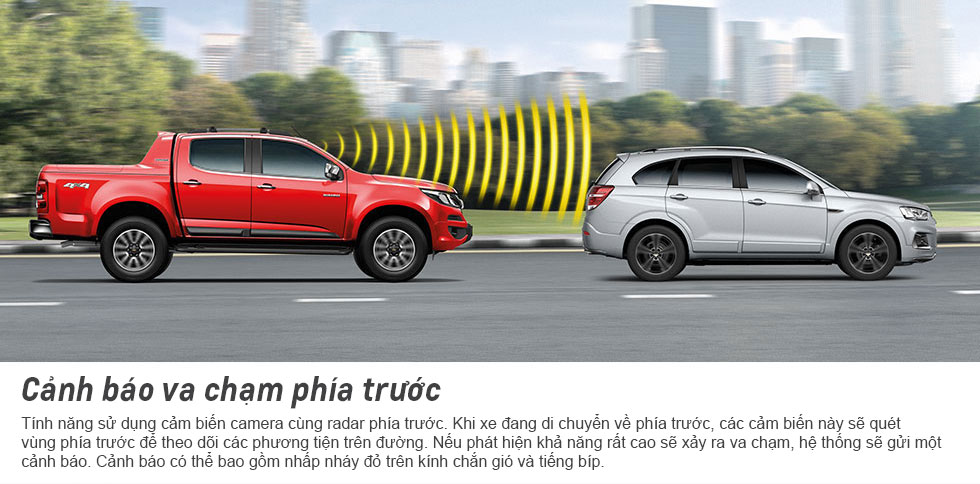 4x4
Cảnh báo va chạm phía trước
Tính năng sử dụng cảm biến camera cùng radar phía trước. Khi xe đang di chuyển về phía trước, các cảm biến này sẽ quét
vùng phía trước để theo dõi các phương tiện trên đường. Nếu phát hiện khả năng rất cao sẽ xảy ra va chạm, hệ thống sẽ gửi một
cảnh báo. Cảnh báo có thể bao gồm nhấp nháy đỏ trên kính chắn gió và tiếng bíp.